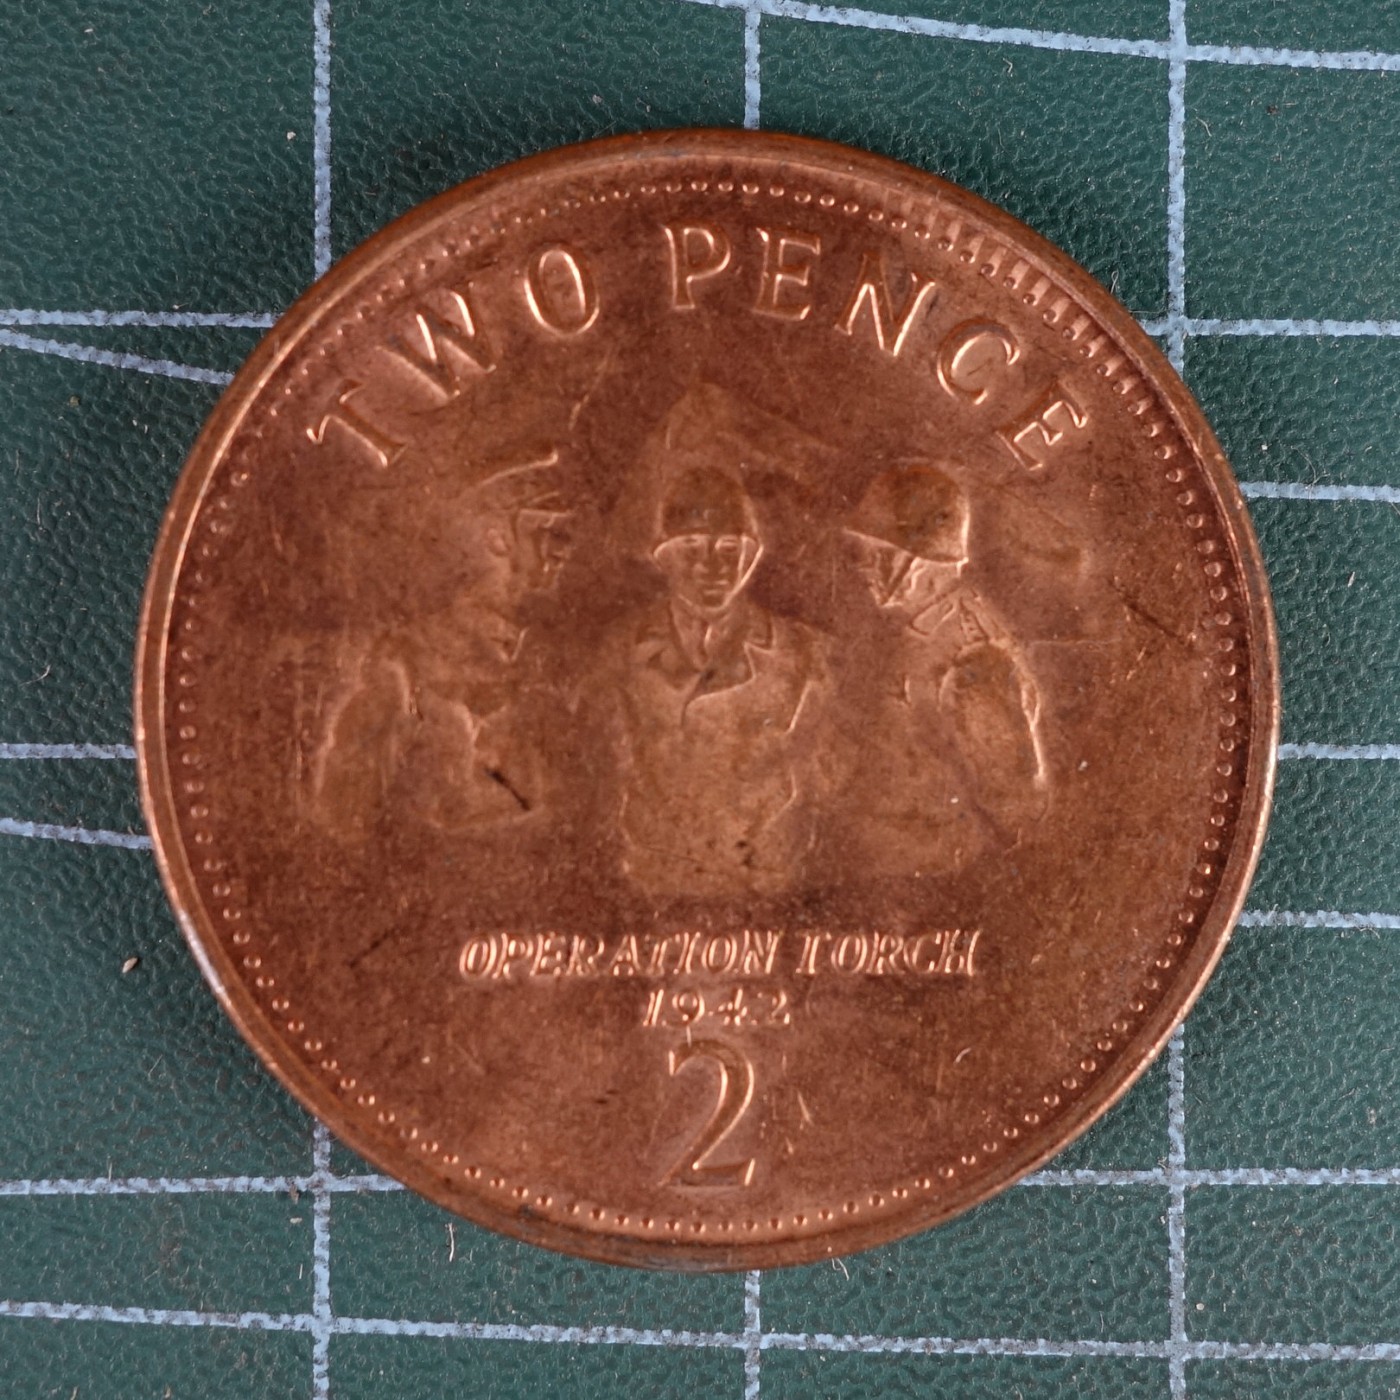 TWO PENCE
OPERATION TORCH
1942
2